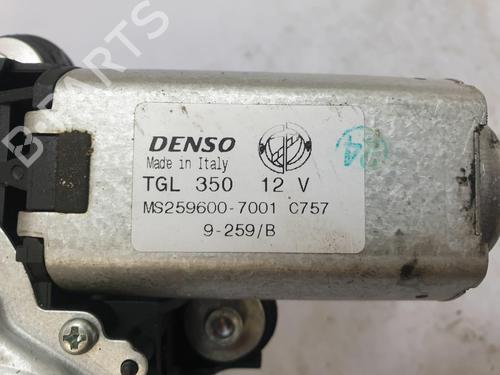 DENSO
Made in Italy
TGL 350 12 V
MS259600-7001 C757
9-259/B